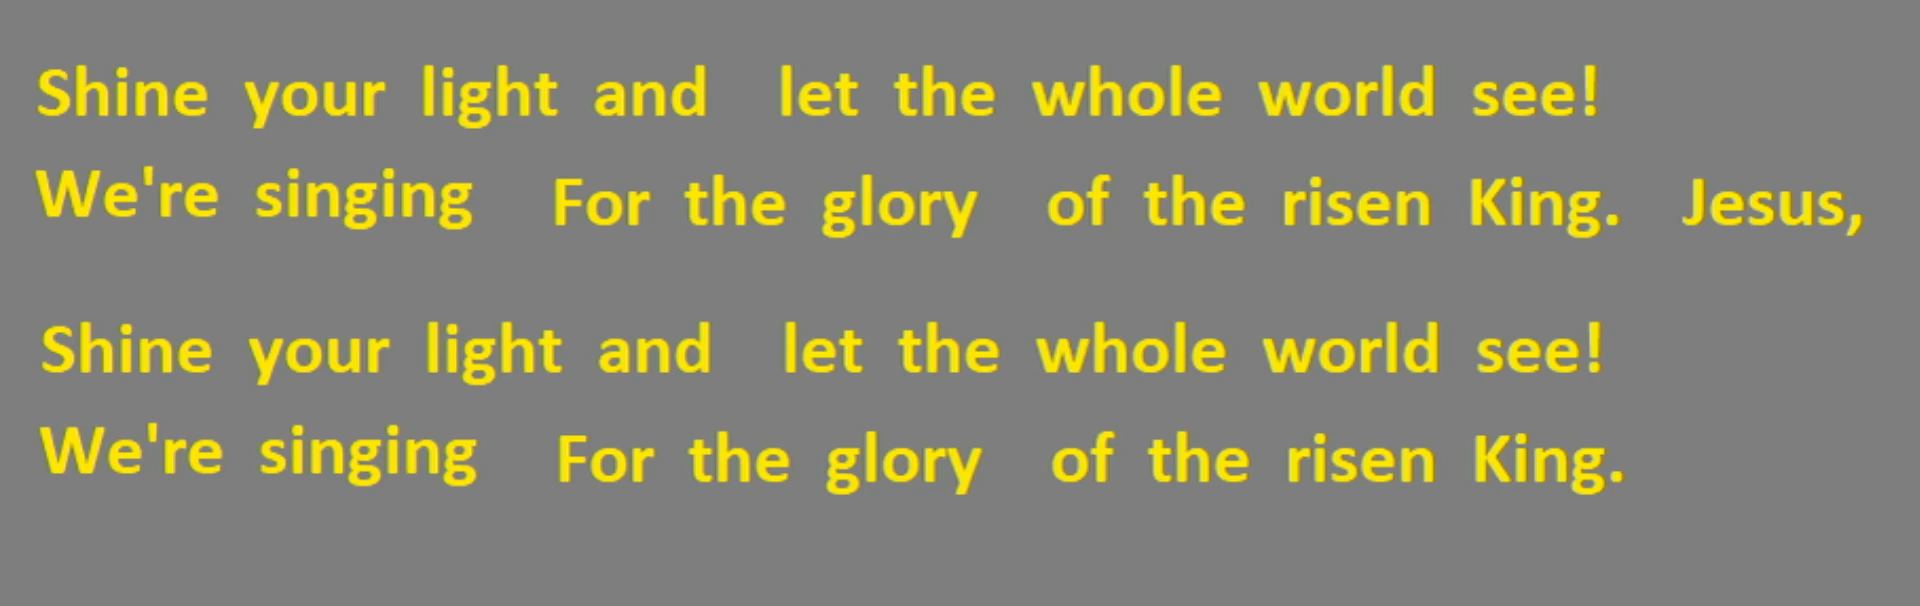 Shine your light and let the whole world see!
We're singing For the glory of the risen King. Jesus,
Shine your light and let the whole world see!
We're singing For the glory of the risen King.